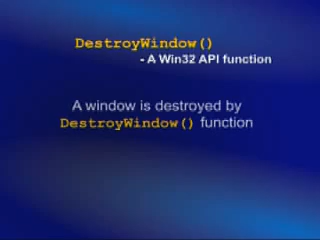 DestroyWindow()
- A Win32 API function
A window is destroyed by
DestroyWindow() function